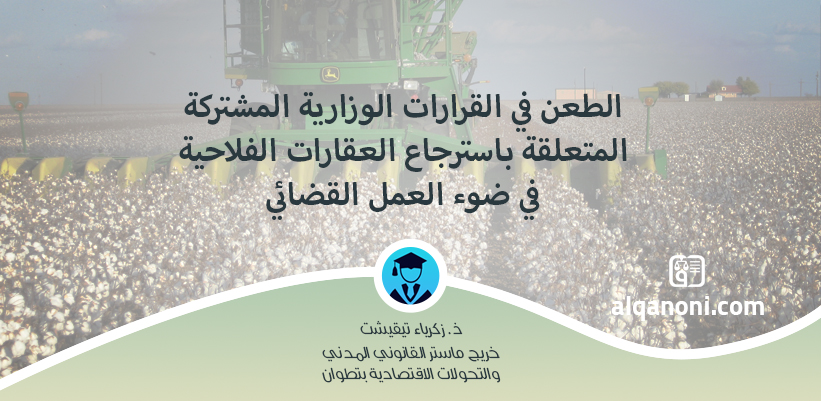 الطعن في القرارات الوزارية المشتركة
المتعلقة باسترجاع العقارات الفلاحية
في ضوء العمل القضائي
alqanoni.com
ذ. زكرياء تيقيشت
خريج ماستر القانوني المدني
والتحولات الاقتصادية بتطوان